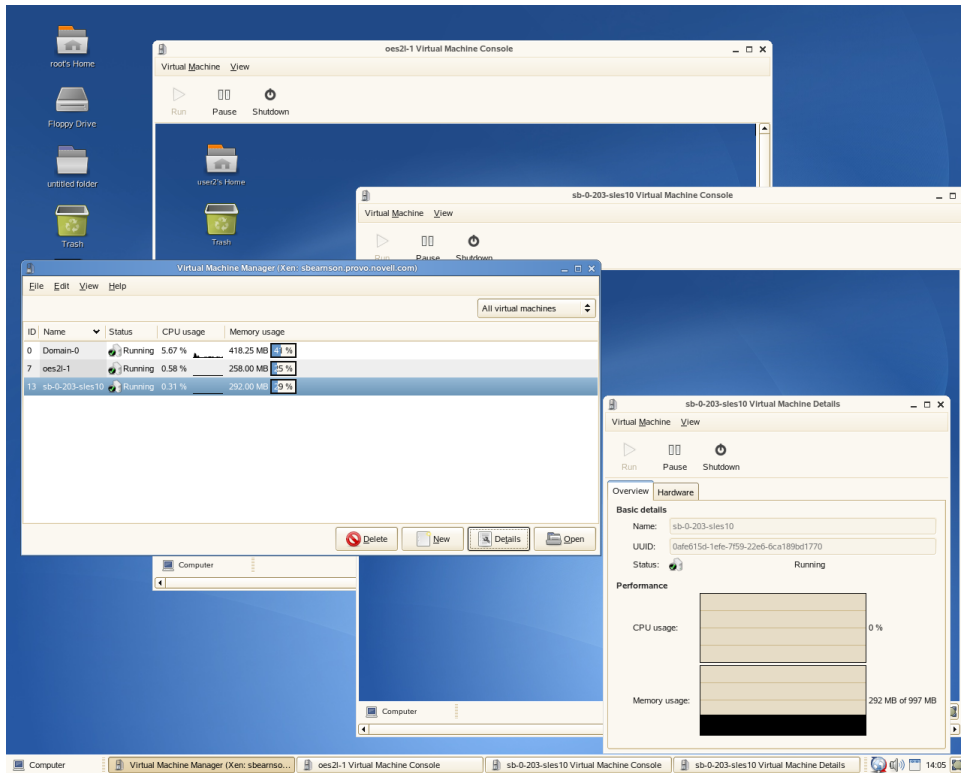 root's Home
Floppy Drive
untitled folder
Trash
oes2l-1 Virtual Machine Console
Virtual Machine View
Run Pause Shutdown
user2's Home
Trash
sb-0-203-sles10 Virtual Machine Console
Virtual Machine View
Run Pause Shutdown
Virtual Machine Manager (Xen: sbearnson.provo.novell.com)
File Edit View Help
All virtual machines
ID Name Status CPU usage Memory usage
0 Domain-0 Running 5.67 % 418.25 MB 41 %
7 oes2l-1 Running 0.58 % 258.00 MB 25 %
13 sb-0-203-sles10 Running 0.31 % 292.00 MB 29 %
Delete New Details Open
Computer
sb-0-203-sles10 Virtual Machine Details
Virtual Machine View
Run Pause Shutdown
Overview Hardware
Basic details
Name: sb-0-203-sles10
UUID: 0afe615d-1efe-7f59-22e6-6ca189bd1770
Status: Running
Performance
CPU usage: 0 %
Memory usage: 292 MB of 997 MB
Computer
Computer
Virtual Machine Manager (Xen: sbearnso...
oes2l-1 Virtual Machine Console
sb-0-203-sles10 Virtual Machine Console
sb-0-203-sles10 Virtual Machine Details
14:05